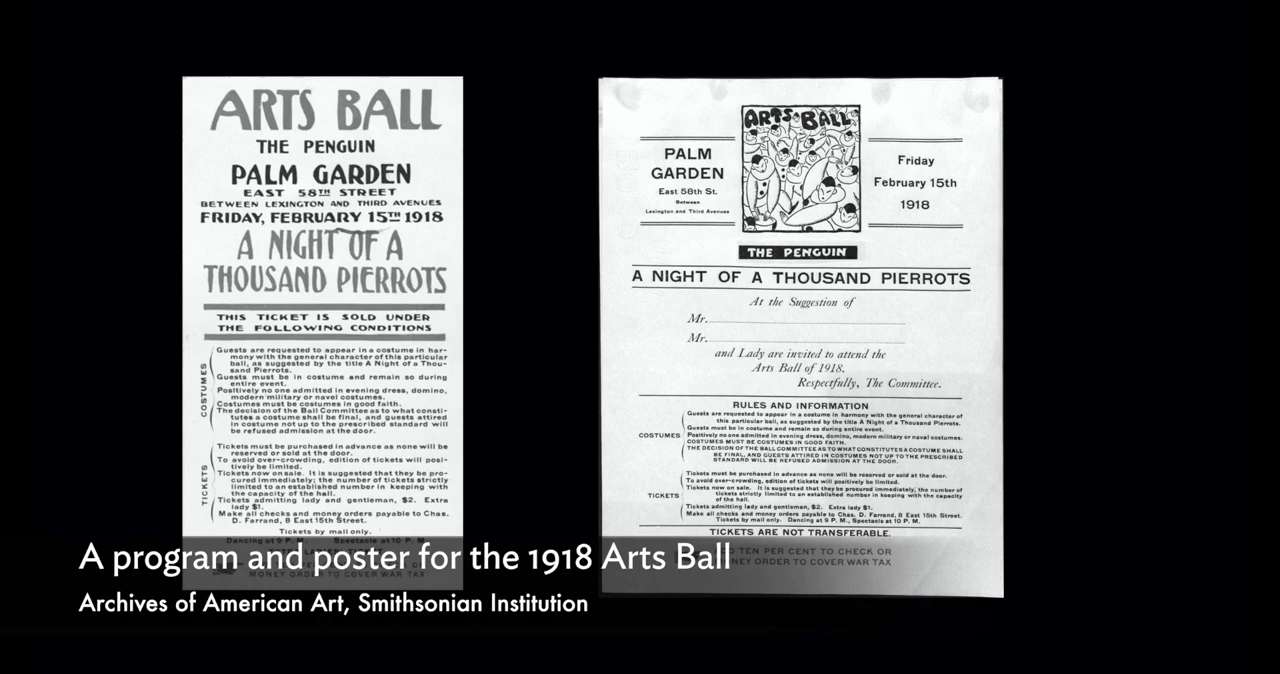 ARTS BALL
THE PENGUIN
PALM GARDEN
EAST 58TH STREET
BETWEEN LEXINGTON AND THIRD AVENUES
FRIDAY, FEBRUARY 15TH 1918
A NIGHT OF A
THOUSAND PIERROTS
THIS TICKET IS SOLD UNDER
THE FOLLOWING CONDITIONS
COSTUMES
Guests are requested to appear in a costume in har-
mony with the general character of this particular
ball, as suggested by the title A Night of a Thou-
sand Pierrots.
Guests must be in costume and remain so during
entire event.
Positively no one admitted in evening dress, domino,
modern military or naval costumes.
Costumes must be costumes in good faith.
The decision of the Ball Committee as to what consti-
tutes a costume shall be final, and guests attired
in costume not up to the prescribed standard will
be refused admission at the door.
TICKETS
Tickets must be purchased in advance as none will be
reserved or sold at the door.
To avoid over-crowding, edition of tickets will posi-
tively be limited.
Tickets now on sale. It is suggested that they be pro-
cured immediately; the number of tickets strictly
limited to an established number in keeping with
the capacity of the hall.
Tickets admitting lady and gentleman, $2. Extra
lady $1.
Make all checks and money orders payable to Chas.
D. Farrand, 8 East 15th Street.
Tickets by mail only.
Dancing at 9 P. M. Spectacle at 10 P. M.
MONEY ORDER TO COVER WAR TAX
PALM
GARDEN
East 58th St.
Between
Lexington and Third Avenues
ARTS BALL
Friday
February 15th
1918
THE PENGUIN
A NIGHT OF A THOUSAND PIERROTS
At the Suggestion of
Mr.
Mr.
and Lady are invited to attend the
Arts Ball of 1918.
Respectfully, The Committee.
RULES AND INFORMATION
COSTUMES
Guests are requested to appear in a costume in harmony with the general character of
this particular ball, as suggested by the title A Night of a Thousand Pierrots.
Guests must be in costume and remain so during entire event.
Positively no one admitted in evening dress, domino, modern military or naval costumes.
COSTUMES MUST BE COSTUMES IN GOOD FAITH.
THE DECISION OF THE BALL COMMITTEE AS TO WHAT CONSTITUTES A COSTUME SHALL
BE FINAL, AND GUESTS ATTIRED IN COSTUMES NOT UP TO THE PRESCRIBED
STANDARD WILL BE REFUSED ADMISSION AT THE DOOR.
TICKETS
Tickets must be purchased in advance as none will be reserved or sold at the door.
To avoid over-crowding, edition of tickets will positively be limited.
Tickets now on sale. It is suggested that they be procured immediately; the number of
tickets strictly limited to an established number in keeping with the capacity
of the hall.
Tickets admitting lady and gentleman, $2. Extra lady $1.
Make all checks and money orders payable to Chas. D. Farrand, 8 East 15th Street.
Tickets by mail only. Dancing at 9 P. M., Spectacle at 10 P. M.
TICKETS ARE NOT TRANSFERABLE.
TEN PER CENT TO CHECK OR
MONEY ORDER TO COVER WAR TAX
A program and poster for the 1918 Arts Ball
Archives of American Art, Smithsonian Institution